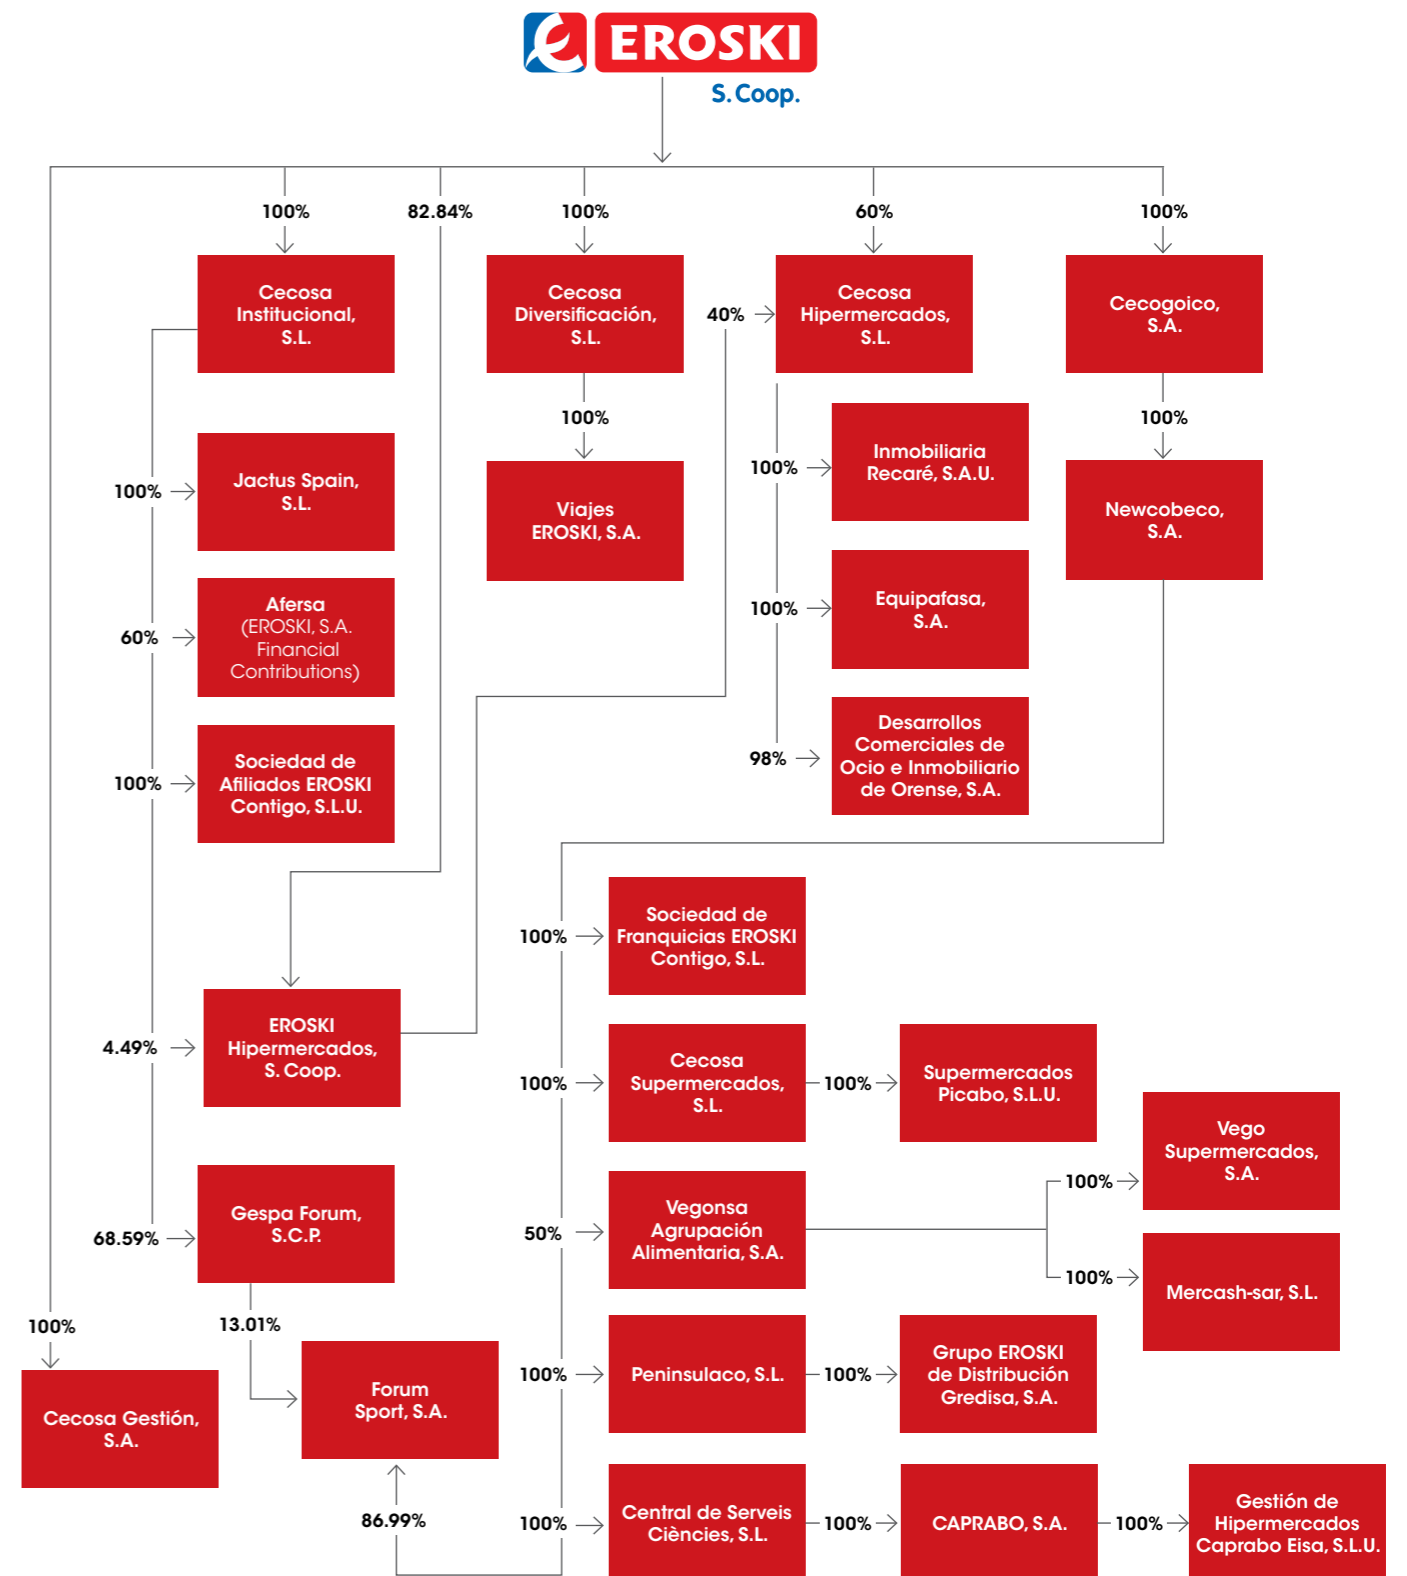 EROSKI
S. Coop.
100%
82.84%
100%
60%
100%
Cecosa
Institucional,
S.L.
Cecosa
Diversificación,
S.L.
40%
Cecosa
Hipermercados,
S.L.
Cecogoico,
S.A.
100%
100%
100%
Jactus Spain,
S.L.
Viajes
EROSKI, S.A.
100%
Inmobiliaria
Recaré, S.A.U.
Newcobeco,
S.A.
60%
Afersa
(EROSKI, S.A.
Financial
Contributions)
100%
Equipafasa,
S.A.
100%
Sociedad de
Afiliados EROSKI
Contigo, S.L.U.
98%
Desarrollos
Comerciales de
Ocio e Inmobiliario
de Orense, S.A.
100%
Sociedad de
Franquicias EROSKI
Contigo, S.L.
4.49%
EROSKI
Hipermercados,
S. Coop.
100%
Cecosa
Supermercados,
S.L.
100%
Supermercados
Picabo, S.L.U.
68.59%
Gespa Forum,
S.C.P.
50%
Vegonsa
Agrupación
Alimentaria, S.A.
100%
Vego
Supermercados,
S.A.
100%
Mercash-sar, S.L.
100%
13.01%
Cecosa Gestión,
S.A.
Forum
Sport, S.A.
100%
Peninsulaco, S.L.
100%
Grupo EROSKI
de Distribución
Gredisa, S.A.
86.99%
100%
Central de Serveis
Ciències, S.L.
100%
CAPRABO, S.A.
100%
Gestión de
Hipermercados
Caprabo Eisa, S.L.U.